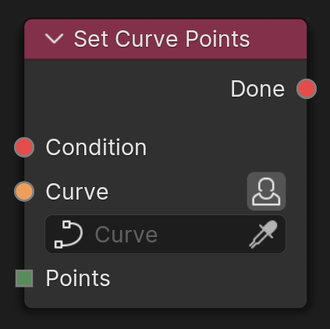 Set Curve Points
Done
Condition
Curve
Curve
Points